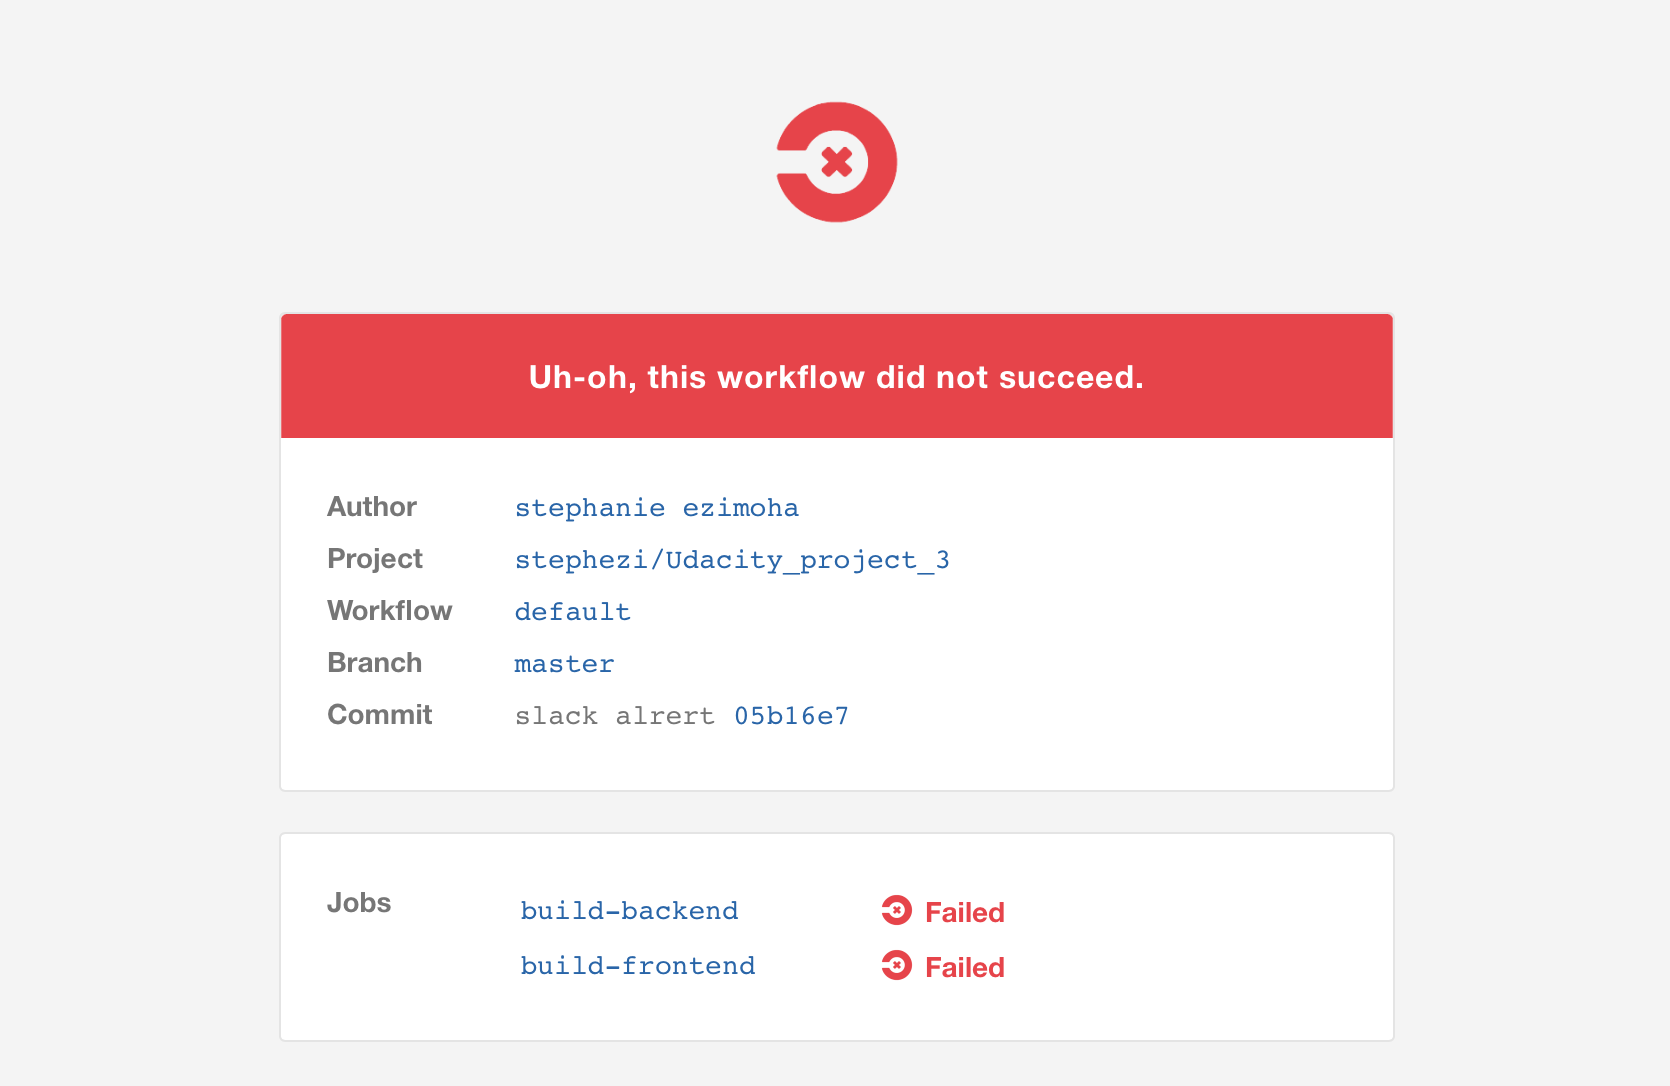 Uh-oh, this workflow did not succeed.
Author stephanie ezimoha
Project stephezi/Udacity_project_3
Workflow default
Branch master
Commit slack alrert 05b16e7
Jobs build-backend Failed
build-frontend Failed